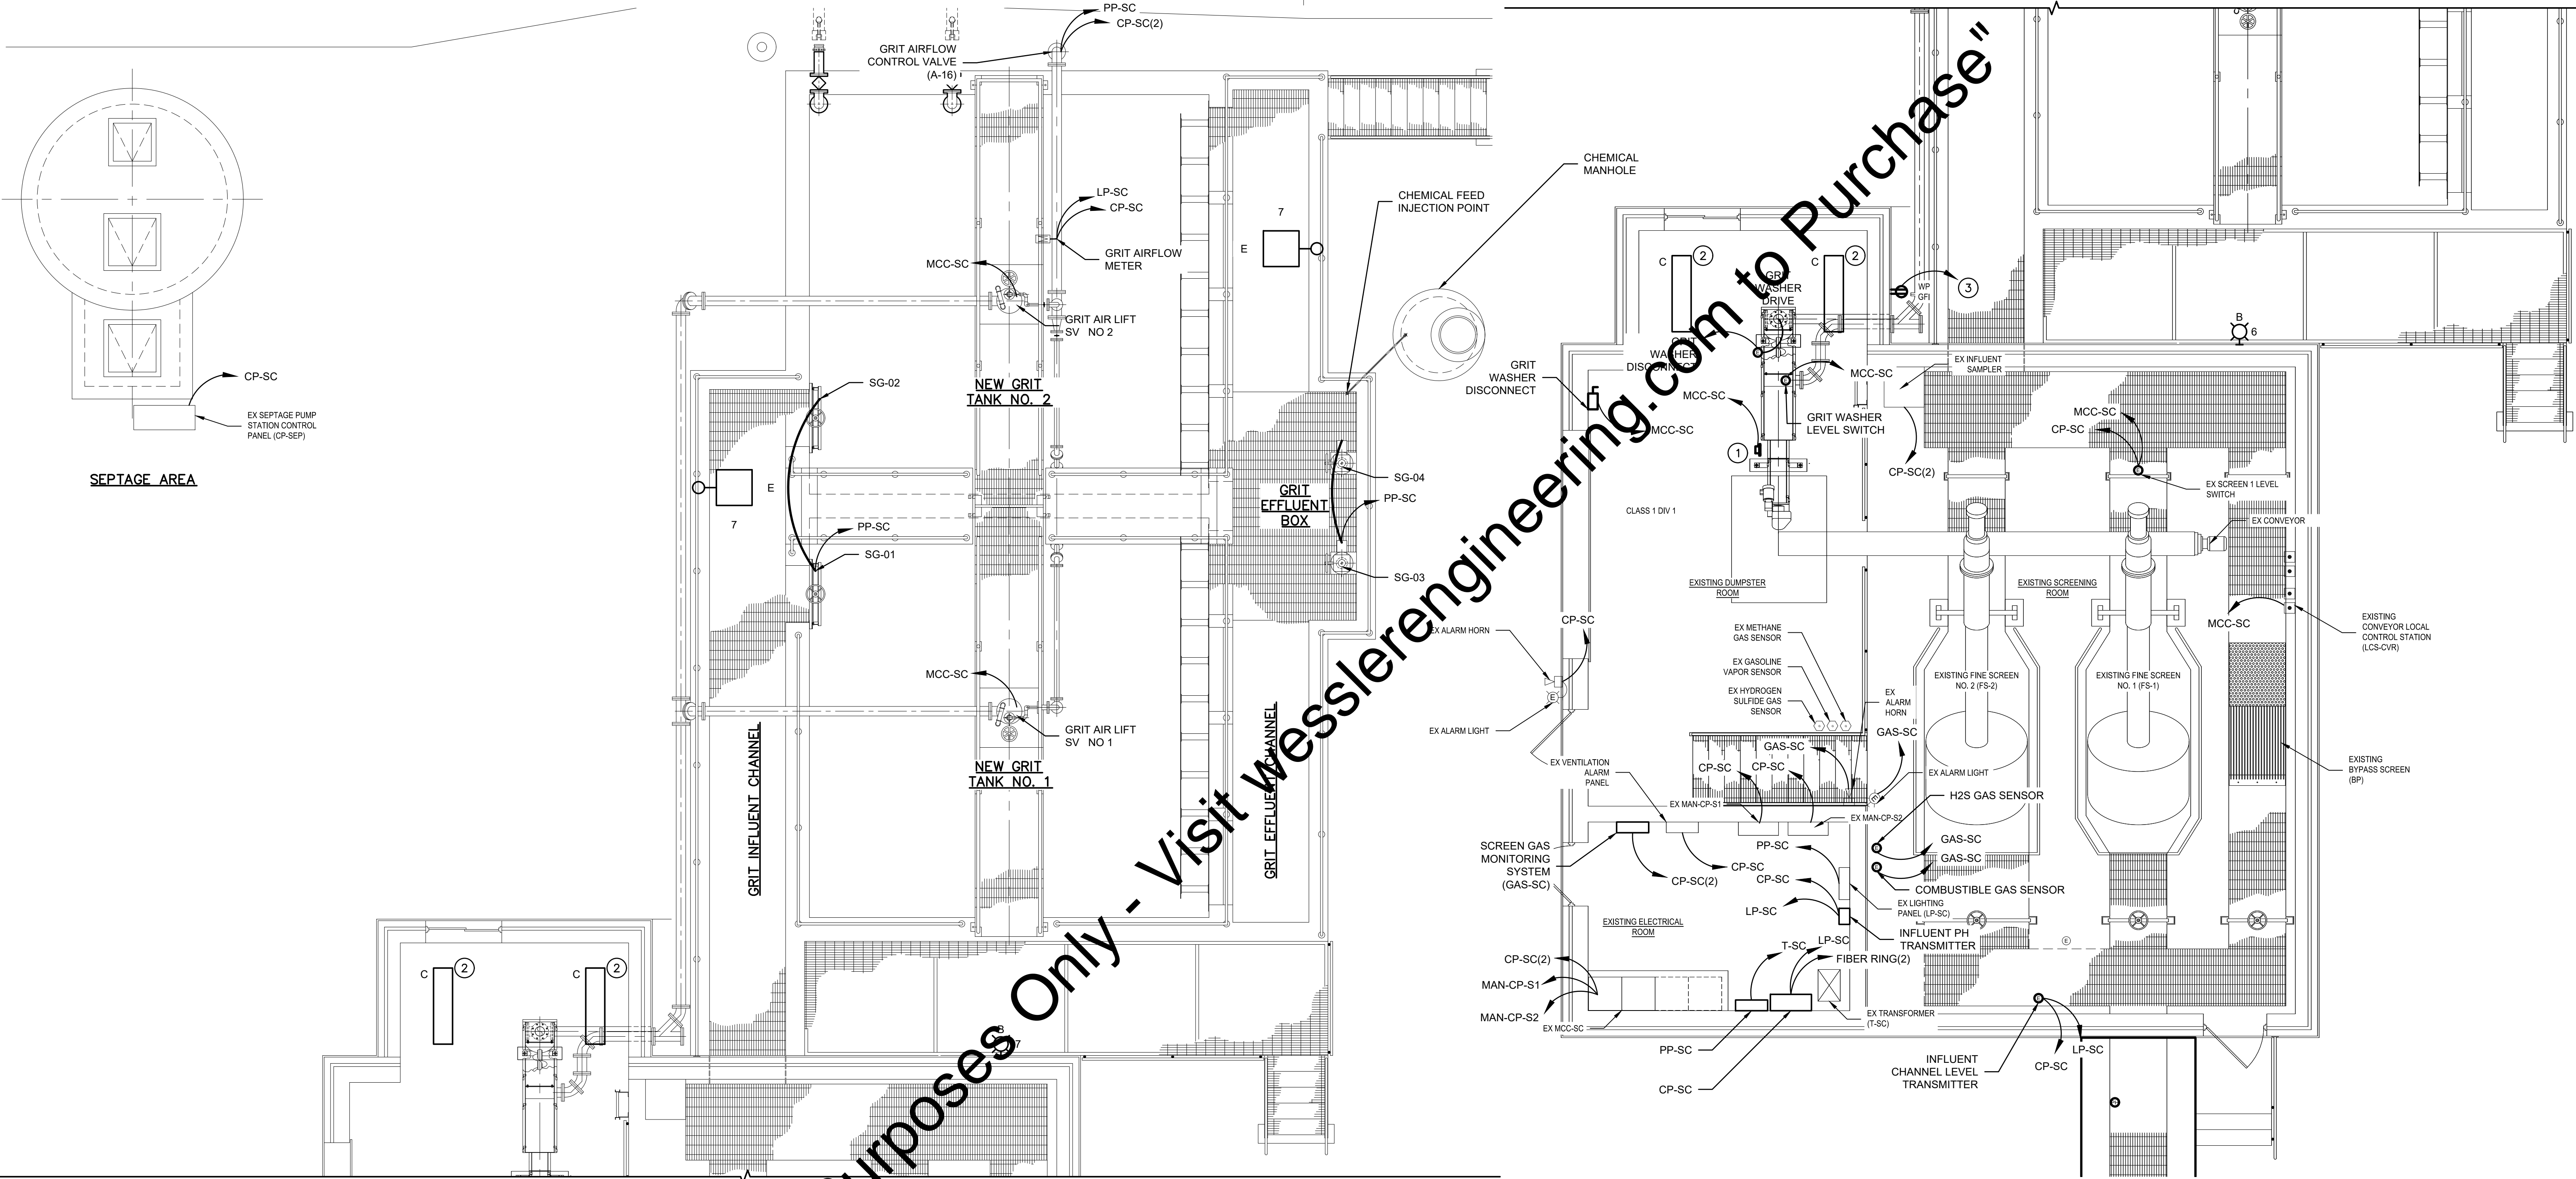 PP-SC
CP-SC(2)
GRIT AIRFLOW
CONTROL VALVE
(A-16)
LP-SC
CP-SC
GRIT AIRFLOW
METER
MCC-SC
GRIT AIR LIFT
SV NO 2
CP-SC
EX SEPTAGE PUMP
STATION CONTROL
PANEL (CP-SEP)
SEPTAGE AREA
SG-02
NEW GRIT
TANK NO. 2
E
7
PP-SC
SG-01
MCC-SC
GRIT AIR LIFT
SV NO 1
NEW GRIT
TANK NO. 1
GRIT INFLUENT CHANNEL
GRIT EFFLUENT CHANNEL
7
E
CHEMICAL FEED
INJECTION POINT
CHEMICAL
MANHOLE
SG-04
GRIT
EFFLUENT
BOX
PP-SC
SG-03
C
2
C
2
B
7
C
2
C
2
GRIT
WASHER
DRIVE
WP
GFI
3
B
6
GRIT
WASHER
DISCONNECT
GRIT
WASHER
DISCONNECT
MCC-SC
MCC-SC
MCC-SC
GRIT WASHER
LEVEL SWITCH
1
EX INFLUENT
SAMPLER
CP-SC(2)
MCC-SC
CP-SC
EX SCREEN 1 LEVEL
SWITCH
CLASS 1 DIV 1
EX CONVEYOR
EXISTING DUMPSTER
ROOM
EXISTING SCREENING
ROOM
MCC-SC
EXISTING
CONVEYOR LOCAL
CONTROL STATION
(LCS-CVR)
CP-SC
EX ALARM HORN
E
EX ALARM LIGHT
EX METHANE
GAS SENSOR
EX GASOLINE
VAPOR SENSOR
EX HYDROGEN
SULFIDE GAS
SENSOR
EX
ALARM
HORN
GAS-SC
EXISTING FINE SCREEN
NO. 2 (FS-2)
EXISTING FINE SCREEN
NO. 1 (FS-1)
GAS-SC
CP-SC
CP-SC
EX VENTILATION
ALARM
PANEL
EX ALARM LIGHT
E
EXISTING
BYPASS SCREEN
(BP)
EX MAN-CP-S1
EX MAN-CP-S2
H2S GAS SENSOR
SCREEN GAS
MONITORING
SYSTEM
(GAS-SC)
PP-SC
GAS-SC
GAS-SC
CP-SC(2)
CP-SC
CP-SC
COMBUSTIBLE GAS SENSOR
LP-SC
EX LIGHTING
PANEL (LP-SC)
EXISTING ELECTRICAL
ROOM
INFLUENT PH
TRANSMITTER
T-SC
LP-SC
FIBER RING(2)
E
CP-SC(2)
MAN-CP-S1
MAN-CP-S2
EX MCC-SC
EX TRANSFORMER
(T-SC)
PP-SC
CP-SC
INFLUENT
CHANNEL LEVEL
TRANSMITTER
LP-SC
CP-SC
urposes Only - Visit wesslerengineering.com to Purchase"